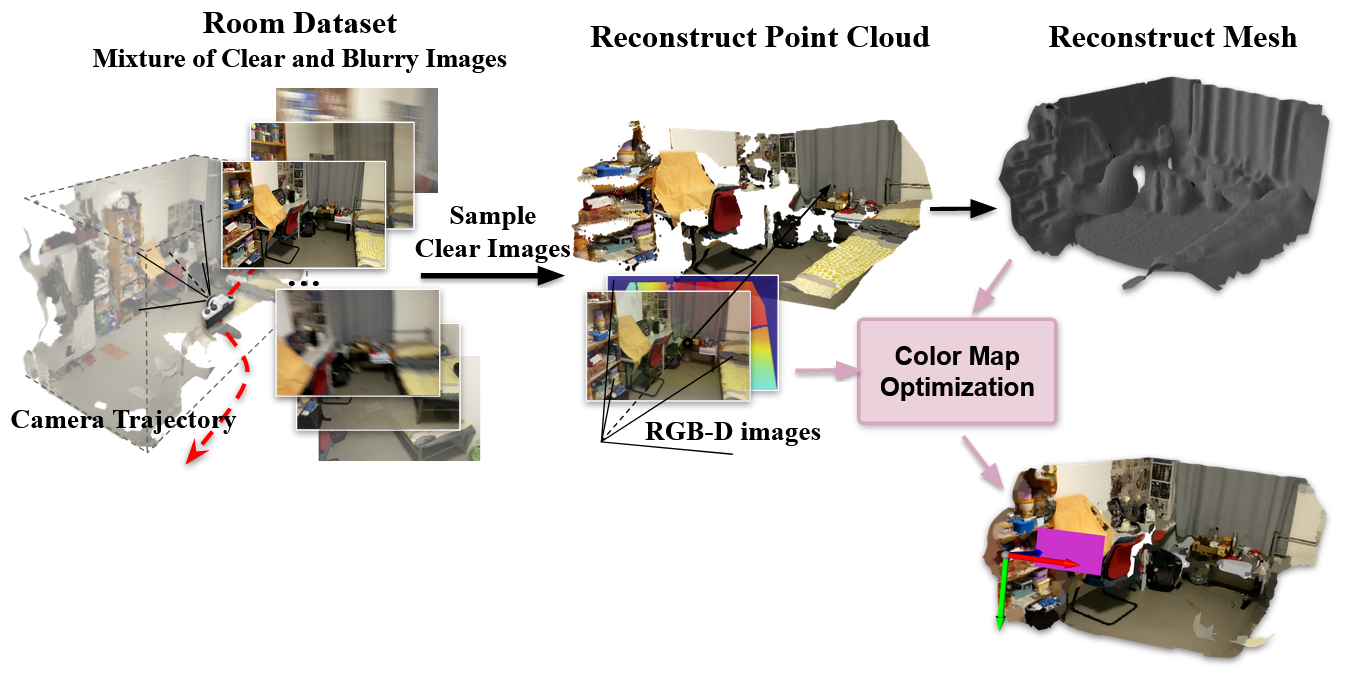 Room Dataset
Mixture of Clear and Blurry Images
Reconstruct Point Cloud
Reconstruct Mesh
Sample
Clear Images
...
Camera Trajectory
RGB-D images
Color Map
Optimization